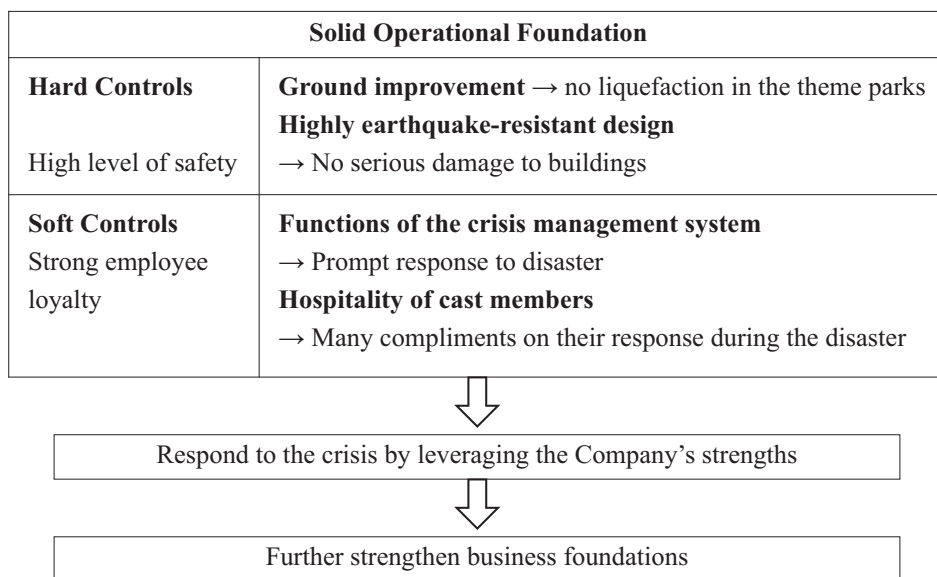 Solid Operational Foundation
Hard Controls
High level of safety
Ground improvement → no liquefaction in the theme parks
Highly earthquake-resistant design
→ No serious damage to buildings
Soft Controls
Strong employee
loyalty
Functions of the crisis management system
→ Prompt response to disaster
Hospitality of cast members
→ Many compliments on their response during the disaster
Respond to the crisis by leveraging the Company’s strengths
Further strengthen business foundations